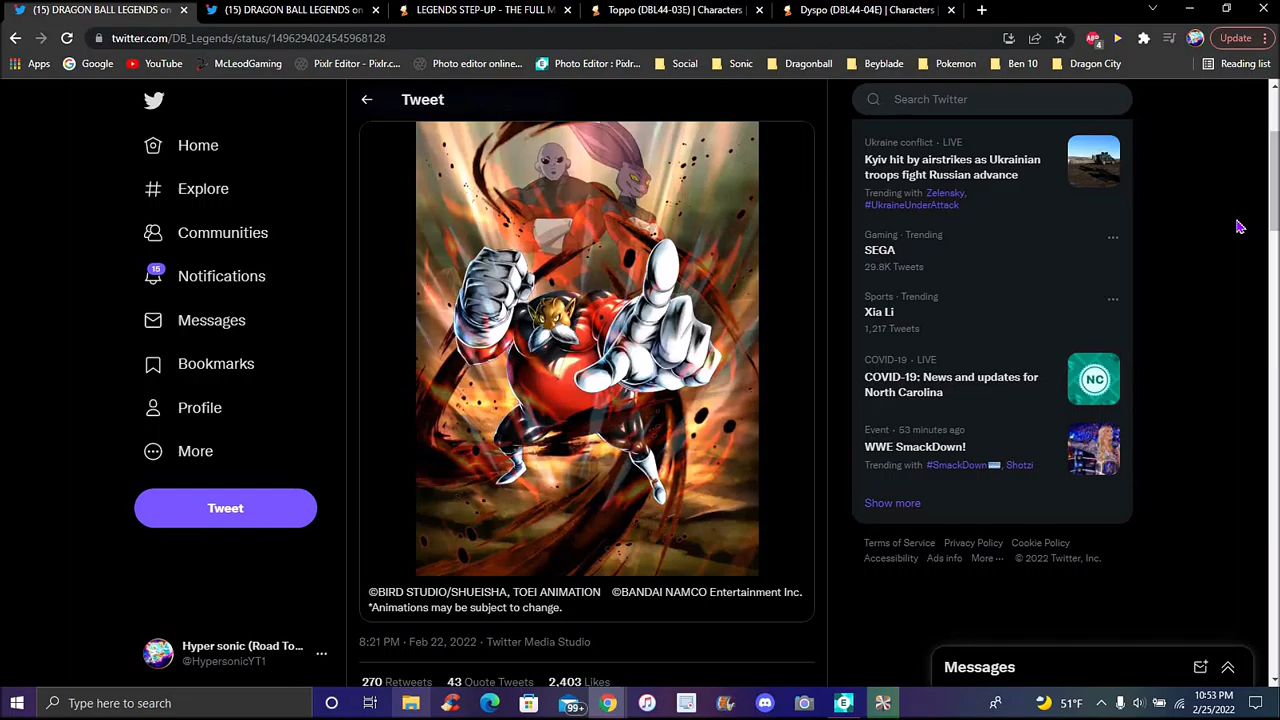 (15) DRAGON BALL LEGENDS on
(15) DRAGON BALL LEGENDS on
LEGENDS STEP-UP - THE FULL M
Toppo (DBL44-03E) | Characters
Dyspo (DBL44-04E) | Characters
twitter.com/DB_Legends/status/1496294024545968128
4
Update
Apps
Google
YouTube
McLeodGaming
Pixlr Editor - Pixlr.c...
Photo editor online...
Photo Editor : Pixlr...
Social
Sonic
Dragonball
Beyblade
Pokemon
Ben 10
Dragon City
Reading list
Home
Explore
Communities
15
Notifications
Messages
Bookmarks
Profile
More
Tweet
Hyper sonic (Road To...
@HypersonicYT1
Tweet
©BIRD STUDIO/SHUEISHA, TOEI ANIMATION ©BANDAI NAMCO Entertainment Inc.
*Animations may be subject to change.
8:21 PM · Feb 22, 2022 · Twitter Media Studio
270 Retweets 43 Quote Tweets 2,403 Likes
Search Twitter
Ukraine conflict · LIVE
Kyiv hit by airstrikes as Ukrainian
troops fight Russian advance
Trending with Zelensky,
#UkraineUnderAttack
Gaming · Trending
SEGA
29.8K Tweets
Sports · Trending
Xia Li
1,217 Tweets
COVID-19 · LIVE
COVID-19: News and updates for
North Carolina
NC
Event · 53 minutes ago
WWE SmackDown!
Trending with #SmackDown, Shotzi
Show more
Terms of Service Privacy Policy Cookie Policy
Accessibility Ads info More ··· © 2022 Twitter, Inc.
Messages
Type here to search
99+
51°F
10:53 PM
2/25/2022